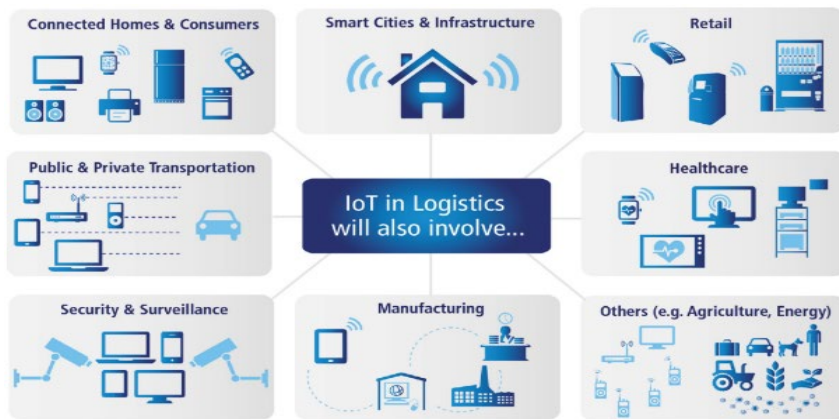 Connected Homes & Consumers
Smart Cities & Infrastructure
Retail
Public & Private Transportation
IoT in Logistics
will also involve...
Healthcare
Security & Surveillance
Manufacturing
Others (e.g. Agriculture, Energy)